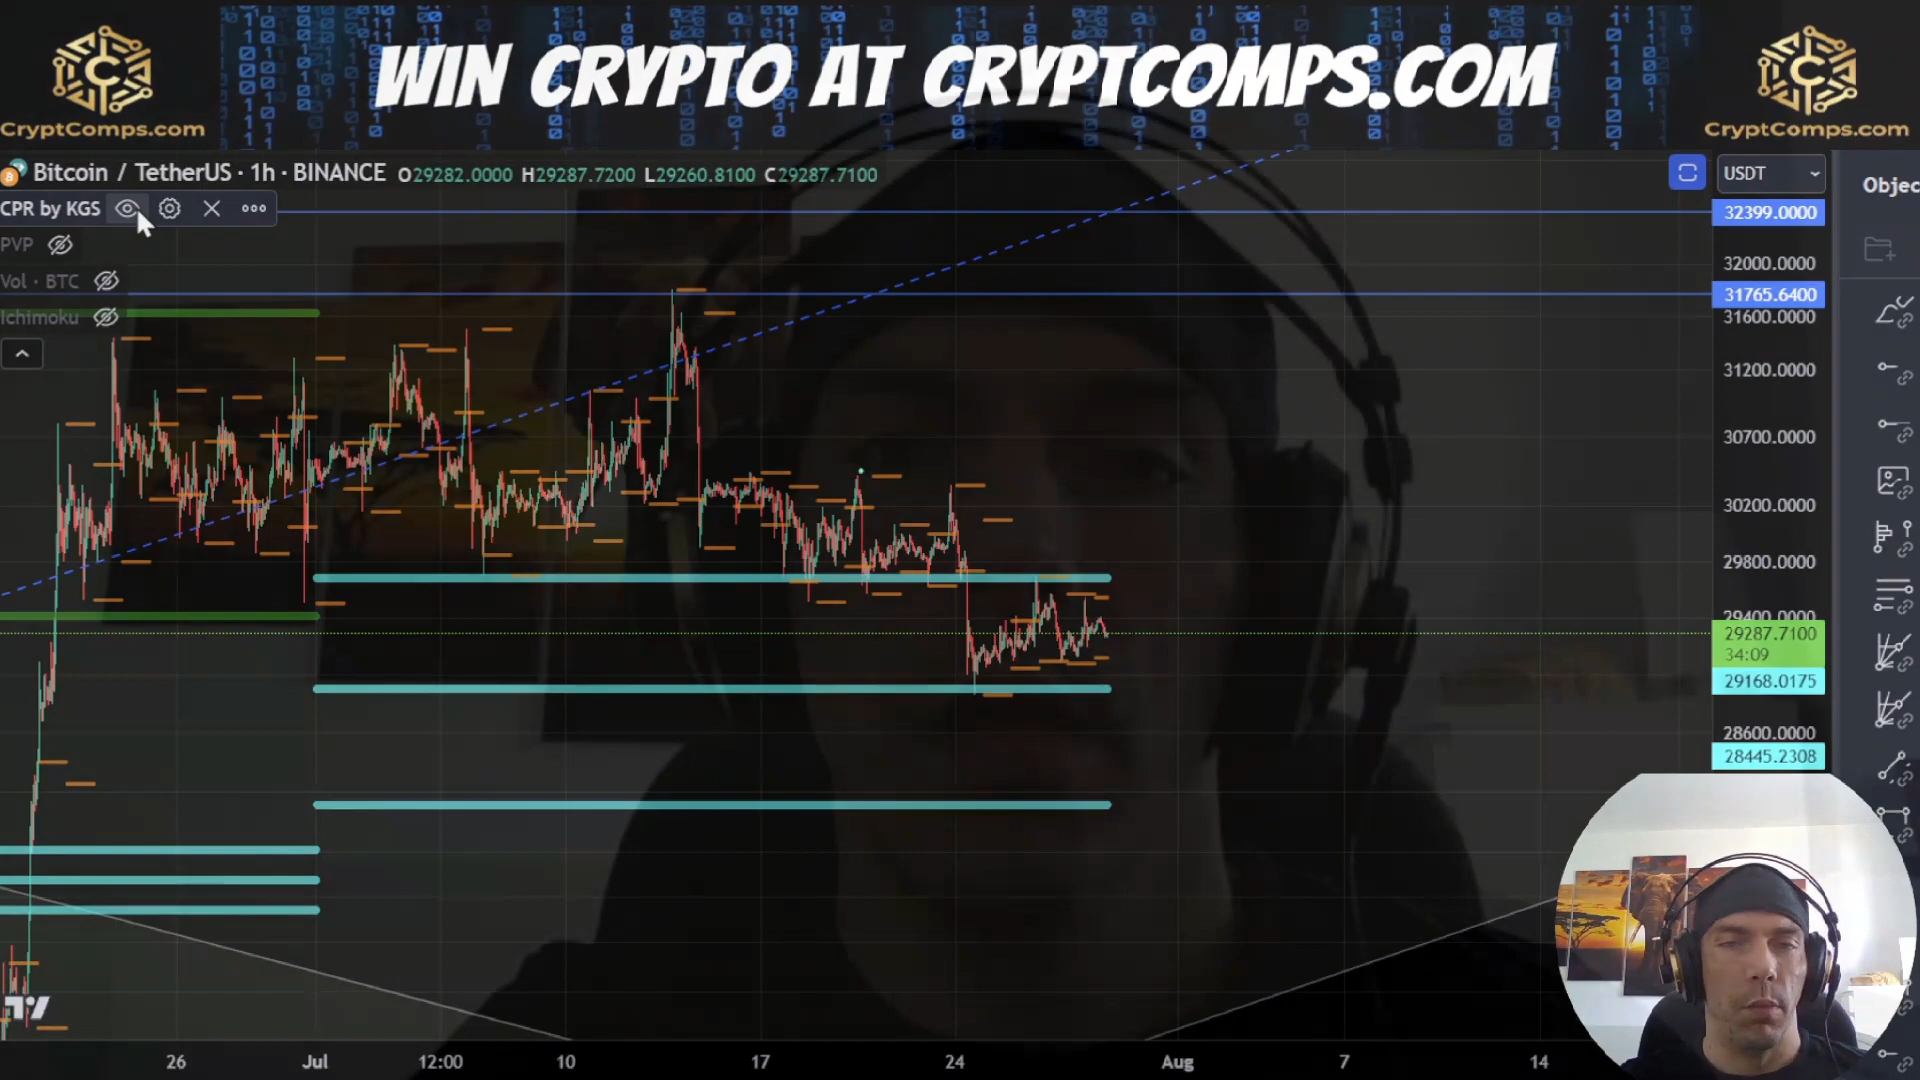 WIN CRYPTO AT CRYPTCOMPS.COM
CryptComps.com
CryptComps.com
Bitcoin / TetherUS · 1h · BINANCE O29282.0000 H29287.7200 L29260.8100 C29287.7100
USDT
Objec
CPR by KGS
32399.0000
PVP
32000.0000
Vol · BTC
31765.6400
Ichimoku
31600.0000
31200.0000
30700.0000
30200.0000
29800.0000
29400.0000
29287.7100
34:09
29168.0175
28600.0000
28445.2308
26 Jul 12:00 10 17 24 Aug 7 14